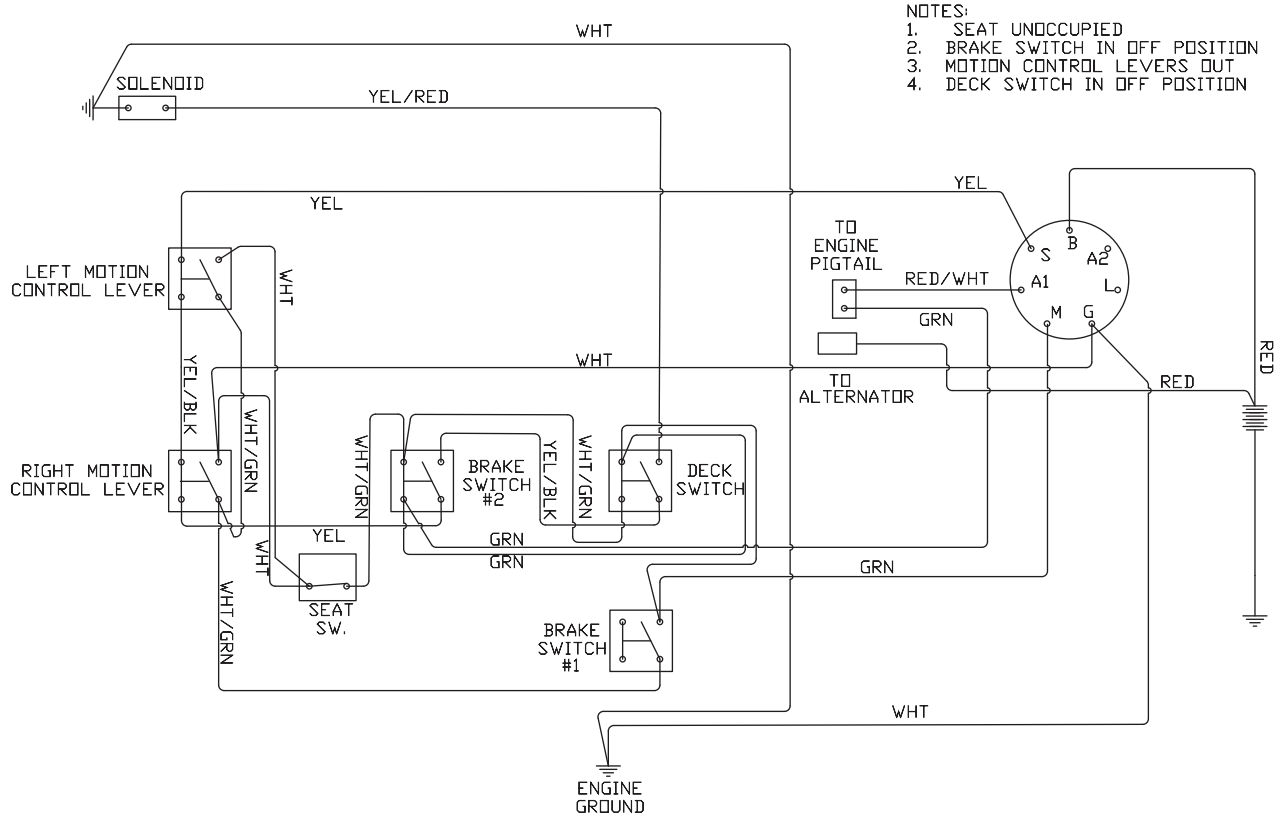 NOTES:
1. SEAT UNOCCUPIED
2. BRAKE SWITCH IN OFF POSITION
3. MOTION CONTROL LEVERS OUT
4. DECK SWITCH IN OFF POSITION
WHT
SOLENOID
YEL/RED
YEL
YEL
TO
ENGINE
PIGTAIL
S
B
A2
A1
L
M
G
LEFT MOTION
CONTROL LEVER
WHT
RED/WHT
GRN
RED
WHT
TO
ALTERNATOR
RED
YEL/BLK
WHT/GRN
RIGHT MOTION
CONTROL LEVER
WHT/GRN
BRAKE
SWITCH
#2
YEL/BLK
WHT/GRN
DECK
SWITCH
YEL
GRN
GRN
WHT
GRN
WHT/GRN
SEAT
SW.
BRAKE
SWITCH
#1
WHT
ENGINE
GROUND